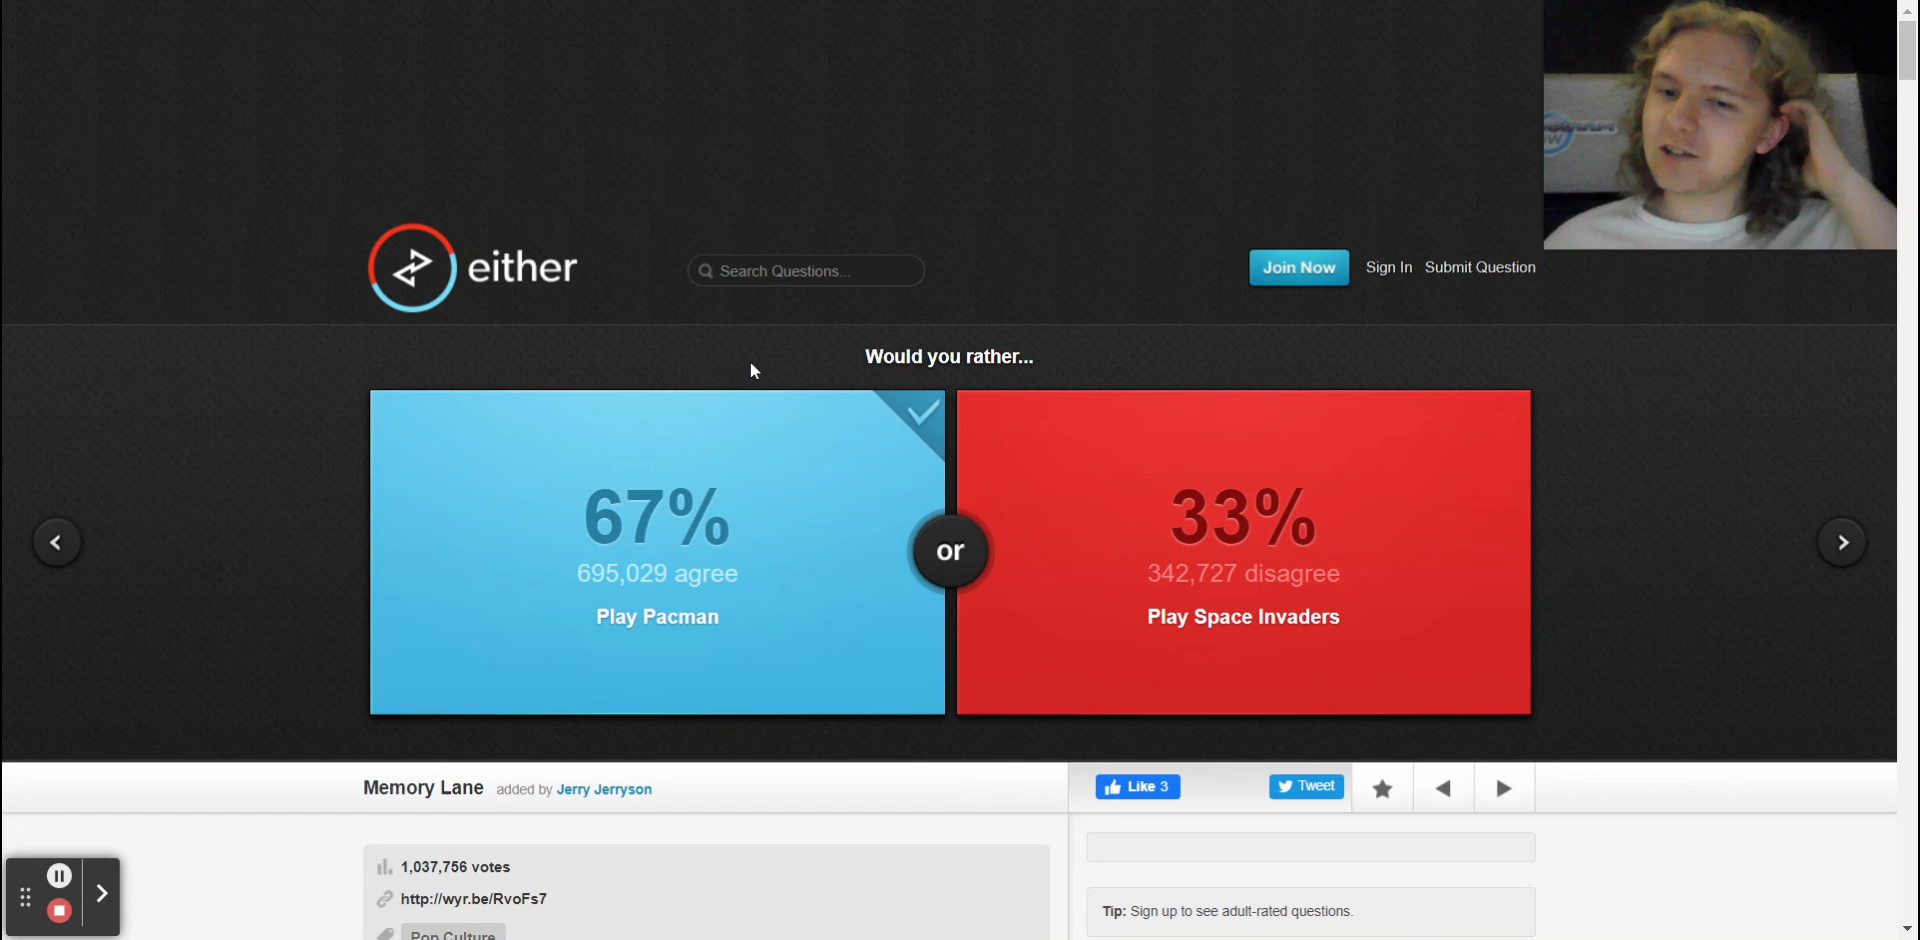 either
Search Questions...
Join Now
Sign In
Submit Question
Would you rather...
67%
695,029 agree
Play Pacman
or
33%
342,727 disagree
Play Space Invaders
Memory Lane added by Jerry Jerryson
Like 3
Tweet
1,037,756 votes
http://wyr.be/RvoFs7
Pop Culture
Tip: Sign up to see adult-rated questions.